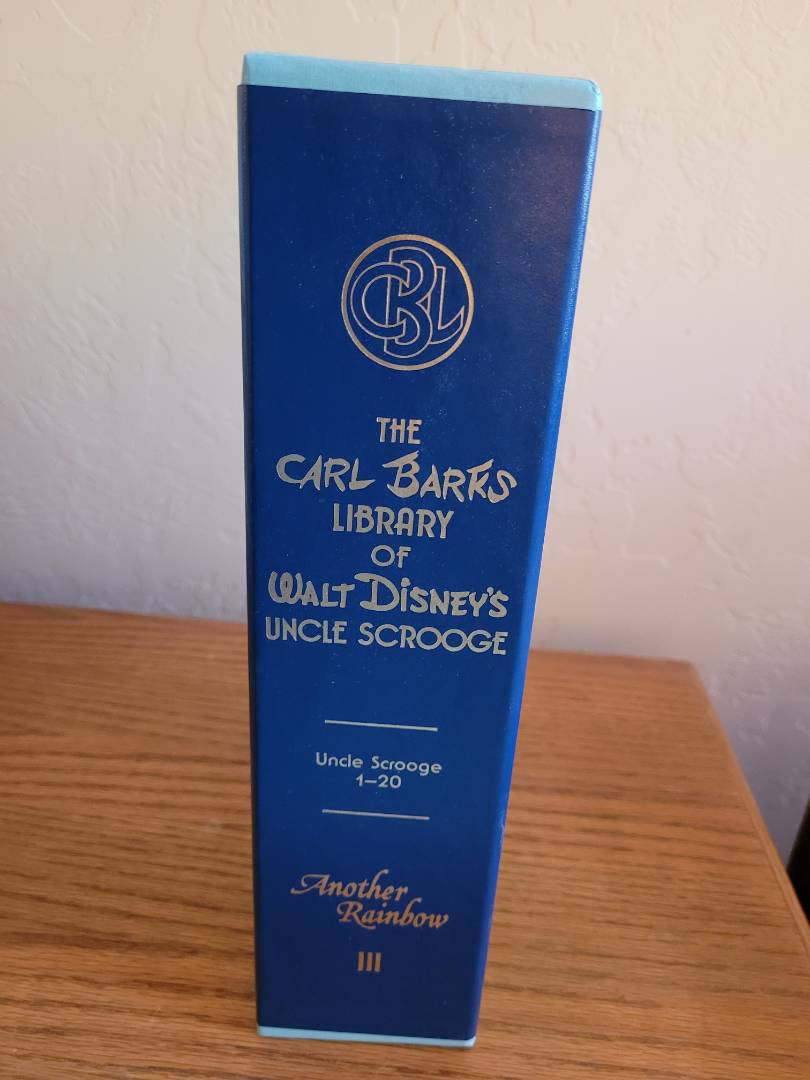 CBL
THE
CARL BARKS
LIBRARY
OF
WALT DISNEY'S
UNCLE SCROOGE
Uncle Scrooge
1–20
Another
Rainbow
III